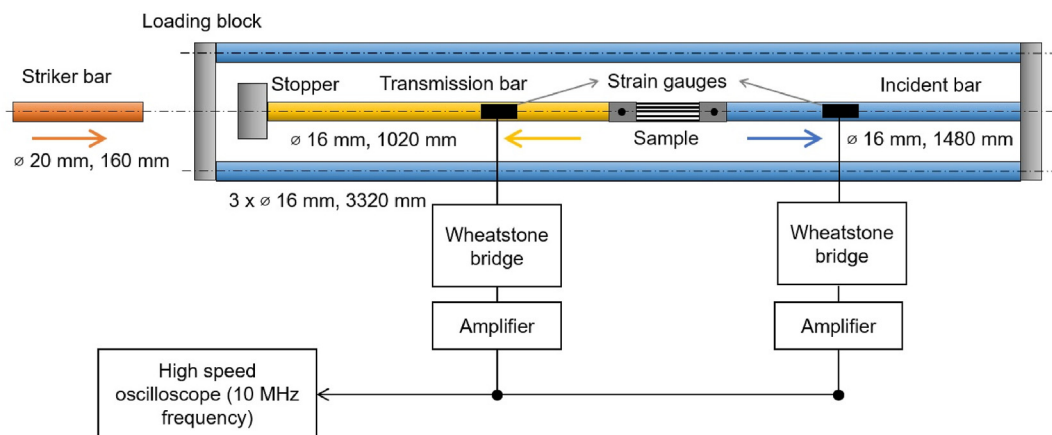 Loading block
Striker bar
Stopper
Transmission bar
Strain gauges
Incident bar
⌀ 20 mm, 160 mm
⌀ 16 mm, 1020 mm
Sample
⌀ 16 mm, 1480 mm
3 x ⌀ 16 mm, 3320 mm
Wheatstone
bridge
Wheatstone
bridge
Amplifier
Amplifier
High speed
oscilloscope (10 MHz
frequency)